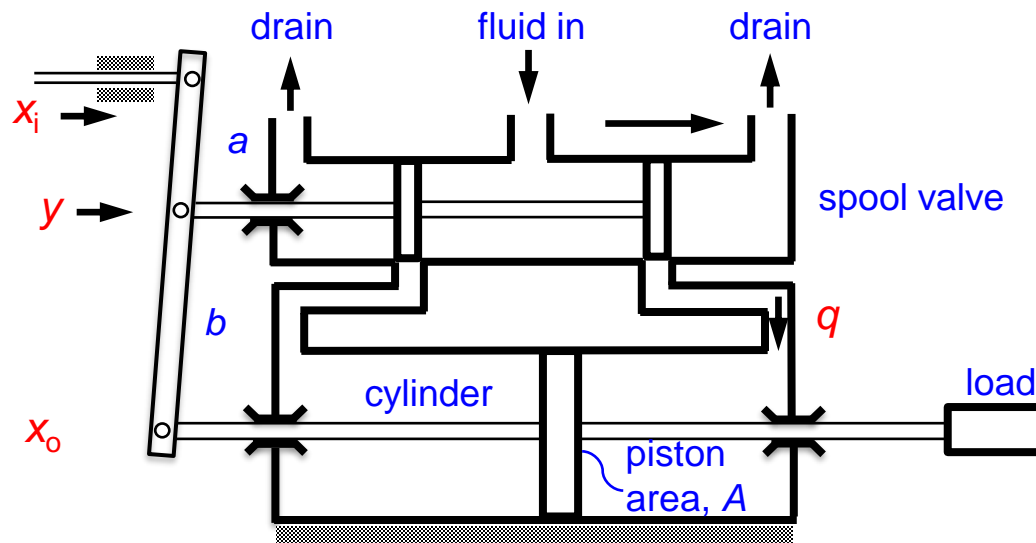 drain
fluid in
drain
xi
a
y
spool valve
b
q
cylinder
load
xo
piston
area, A